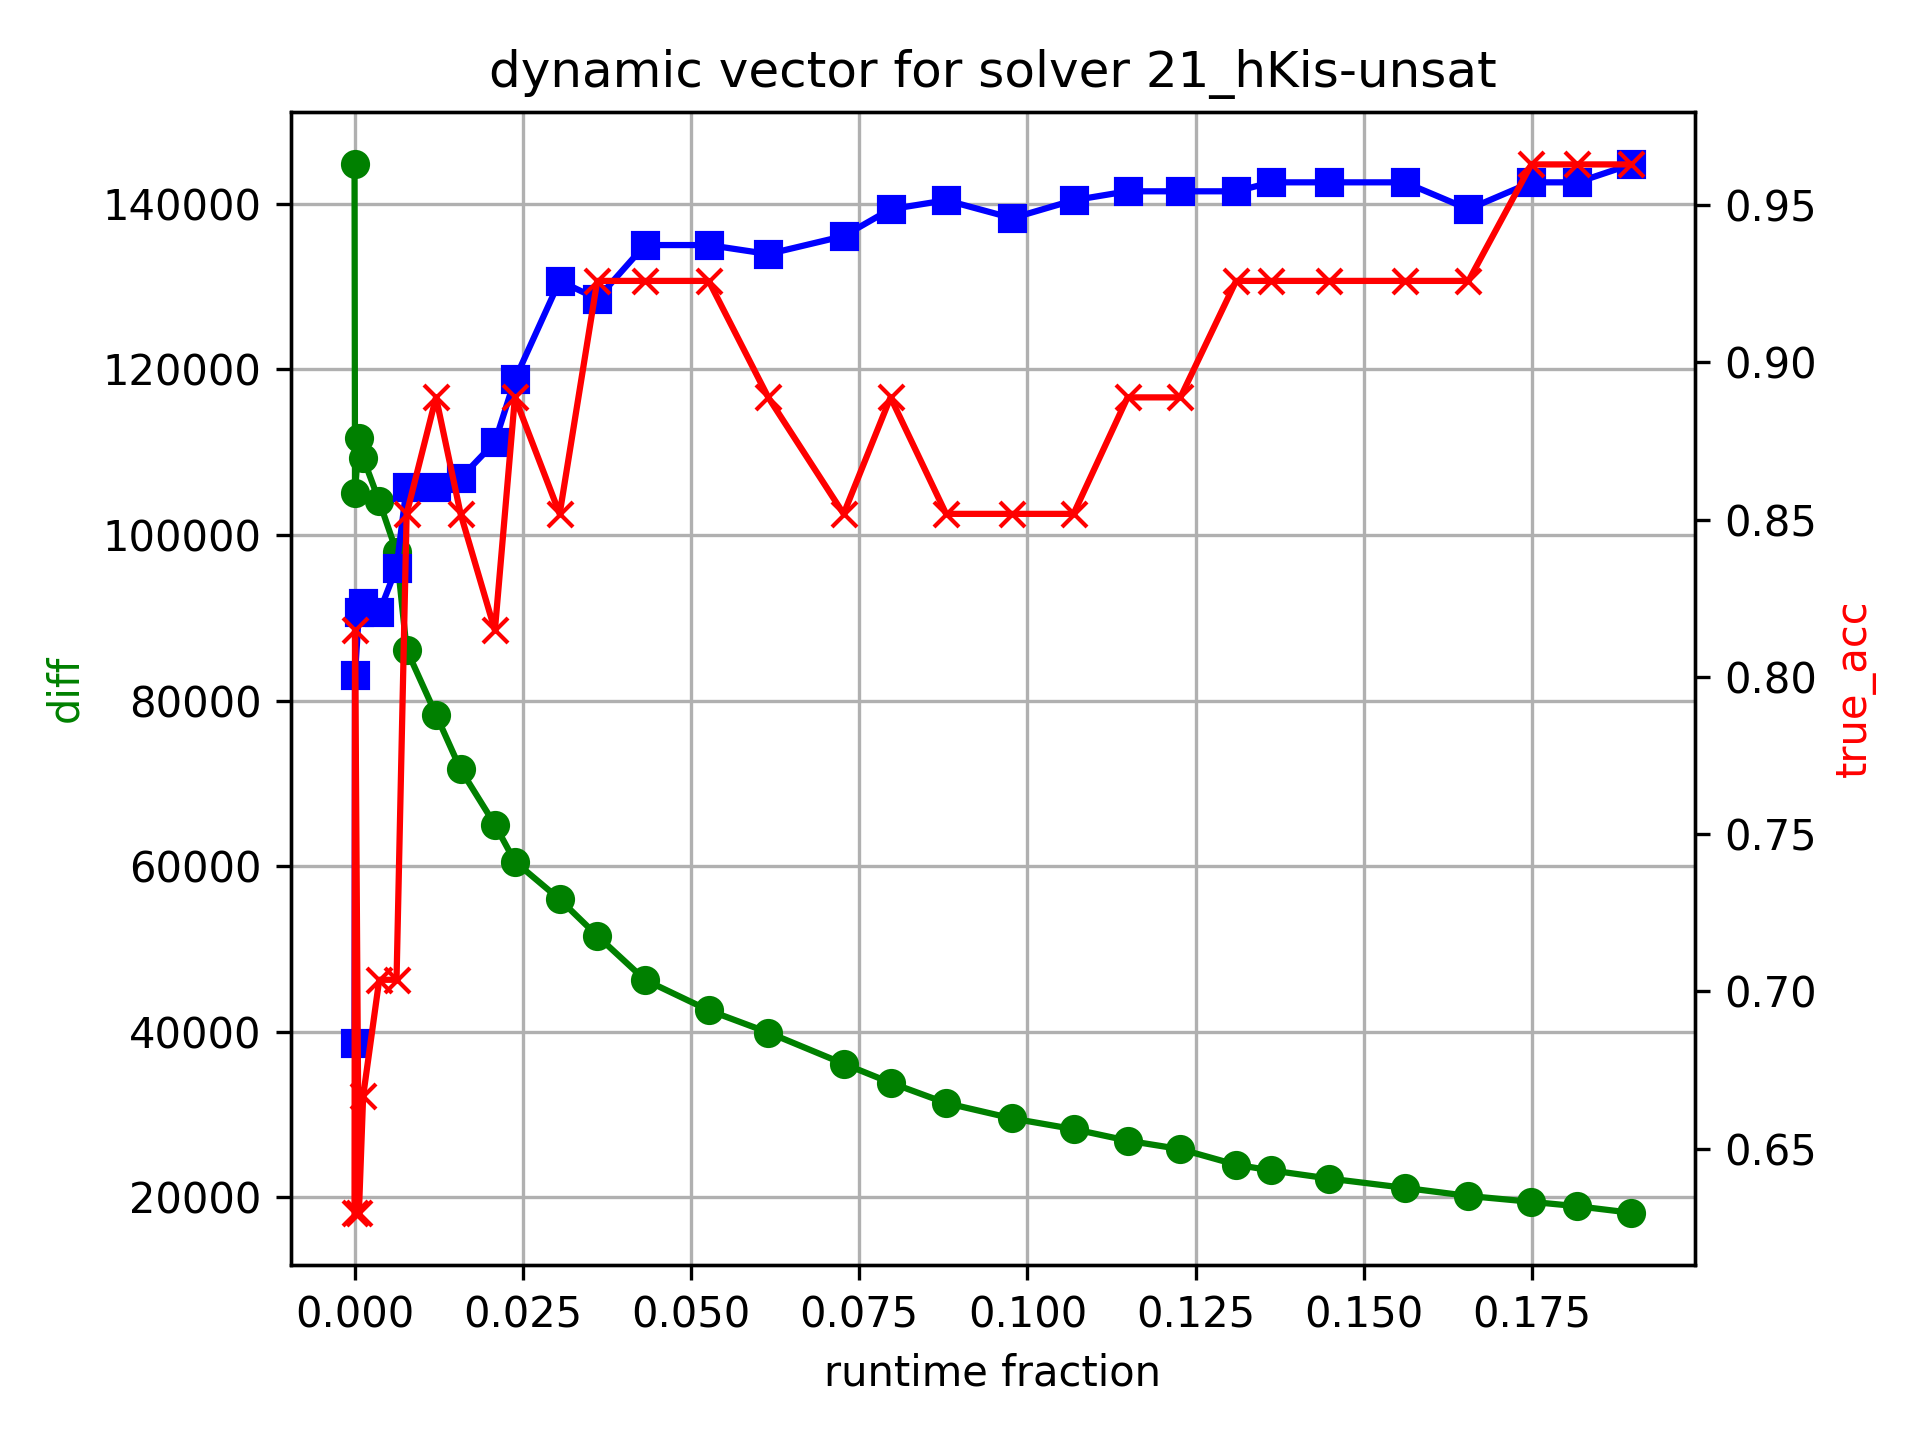 dynamic vector for solver 21_hKis-unsat
140000
120000
100000
80000
60000
40000
20000
diff
0.95
0.90
0.85
0.80
0.75
0.70
0.65
true_acc
0.000 0.025 0.050 0.075 0.100 0.125 0.150 0.175
runtime fraction